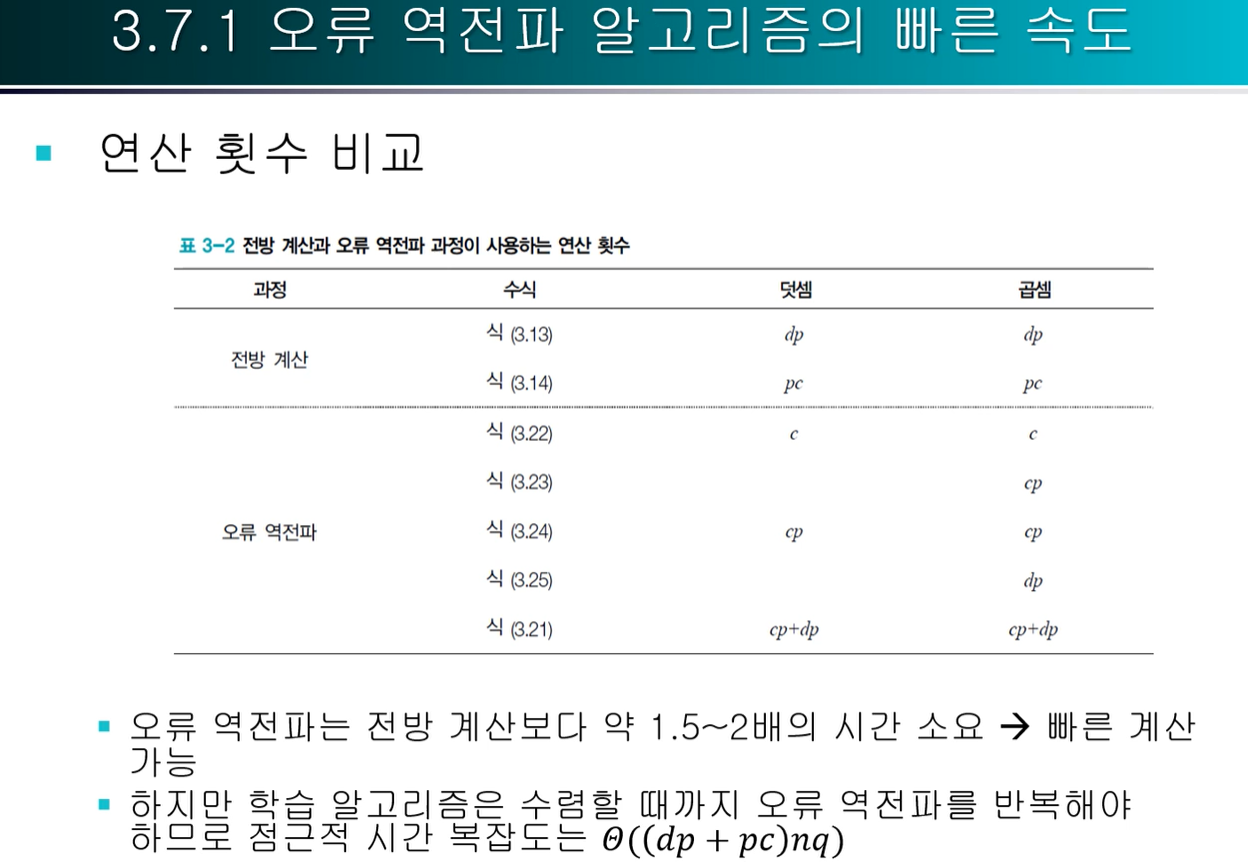 3.7.1 오류 역전파 알고리즘의 빠른 속도
연산 횟수 비교
표 3-2 전방 계산과 오류 역전파 과정이 사용하는 연산 횟수
과정 수식 덧셈 곱셈
식 (3.13) dp dp
전방 계산
식 (3.14) pc pc
식 (3.22) c c
식 (3.23) cp
오류 역전파 식 (3.24) cp cp
식 (3.25) dp
식 (3.21) cp+dp cp+dp
오류 역전파는 전방 계산보다 약 1.5~2배의 시간 소요 → 빠른 계산
가능
하지만 학습 알고리즘은 수렴할 때까지 오류 역전파를 반복해야
하므로 점근적 시간 복잡도는 Θ((dp + pc)nq)